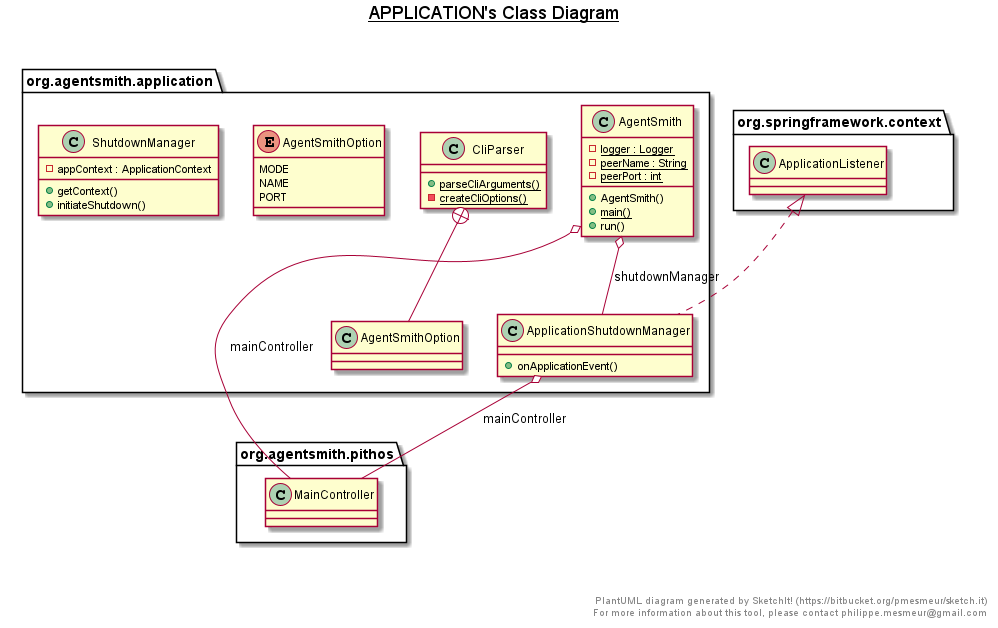 APPLICATION's Class Diagram
org.agentsmith.application
org.springframework.context
C ShutdownManager
appContext : ApplicationContext
getContext()
initiateShutdown()
E AgentSmithOption
MODE
NAME
PORT
C CliParser
parseCliArguments()
createCliOptions()
C AgentSmith
logger : Logger
peerName : String
peerPort : int
AgentSmith()
main()
run()
C ApplicationListener
shutdownManager
mainController
C AgentSmithOption
C ApplicationShutdownManager
onApplicationEvent()
mainController
org.agentsmith.pithos
C MainController
PlantUML diagram generated by SketchIt! (https://bitbucket.org/pmesmeur/sketch.it)
For more information about this tool, please contact philippe.mesmeur@gmail.com